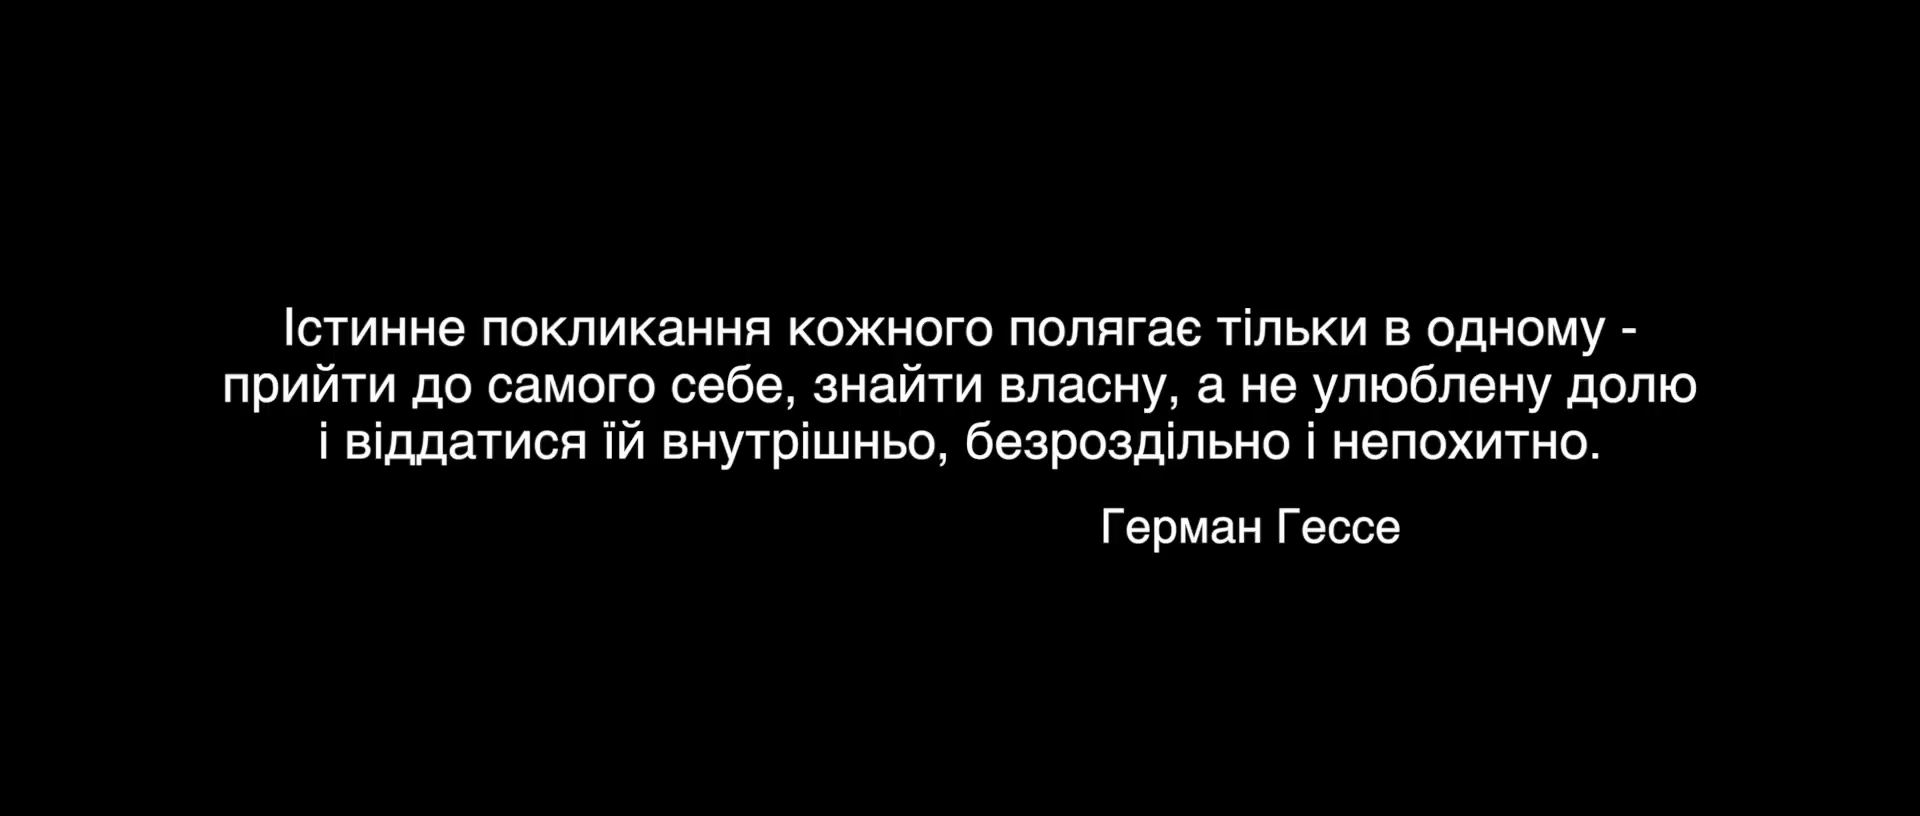 Істинне покликання кожного полягає тільки в одному -
прийти до самого себе, знайти власну, а не улюблену долю
і віддатися їй внутрішньо, безроздільно і непохитно.
Герман Гессе